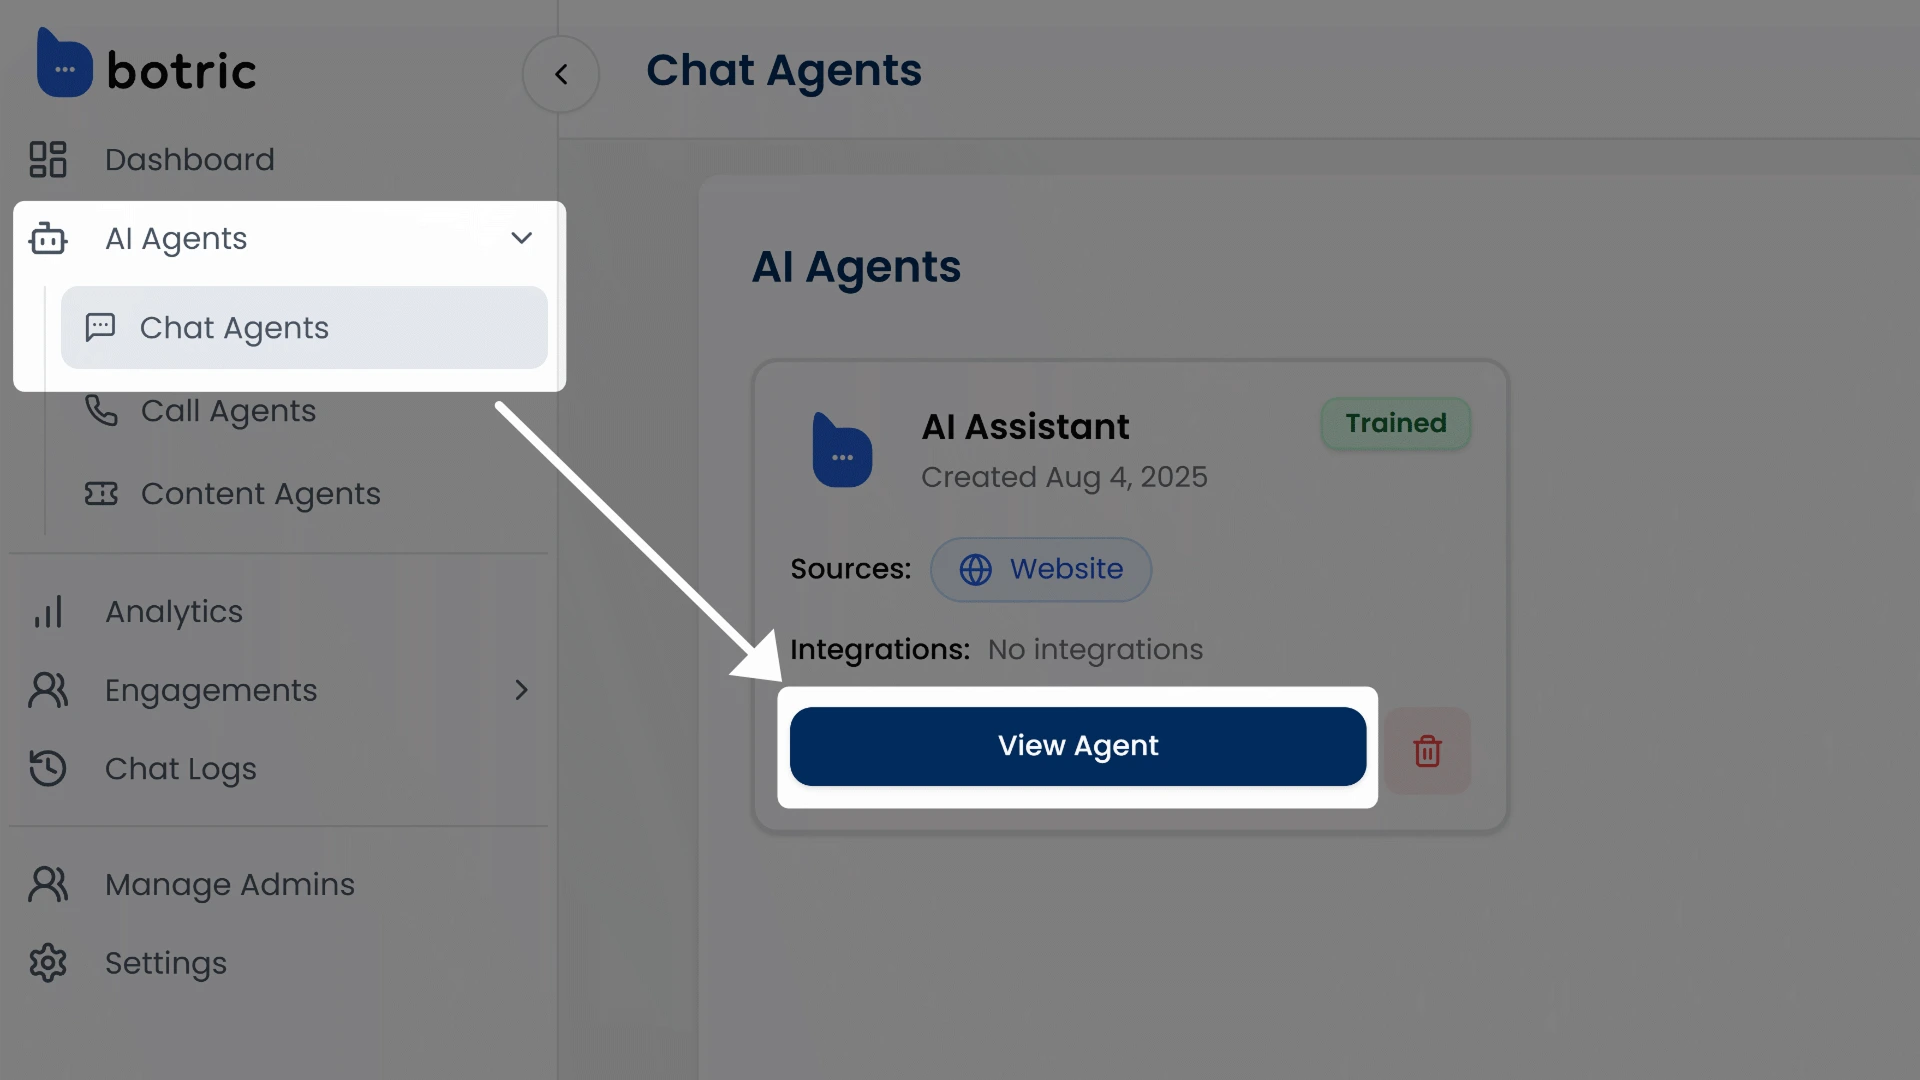 botric
Dashboard
AI Agents
Chat Agents
Call Agents
Content Agents
Analytics
Engagements
Chat Logs
Manage Admins
Settings
Chat Agents
AI Agents
AI Assistant
Trained
Created Aug 4, 2025
Sources: Website
Integrations: No integrations
View Agent